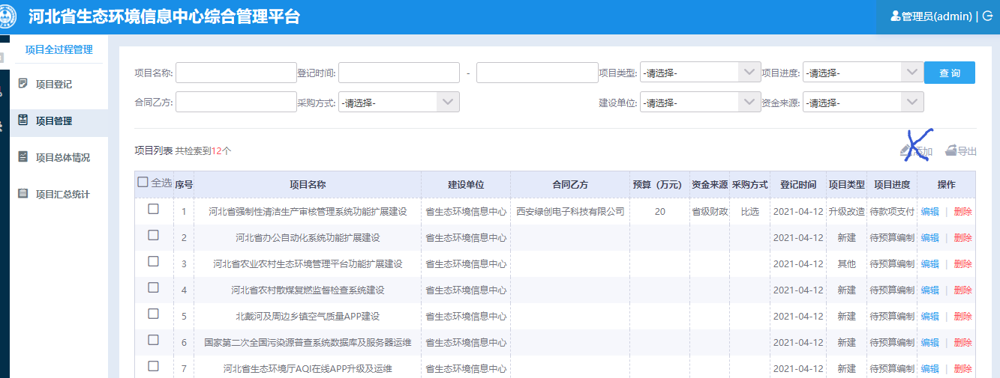 河北省生态环境信息中心综合管理平台
管理员(admin) |
项目全过程管理
项目登记
项目管理
项目总体情况
项目汇总统计
项目名称: 登记时间: - 项目类型: -请选择- 项目进度: -请选择- 查 询
合同乙方: 采购方式: -请选择- 建设单位: -请选择- 资金来源: -请选择-
项目列表 共检索到12个 添加 导出
全选 序号 项目名称 建设单位 合同乙方 预算（万元） 资金来源 采购方式 登记时间 项目类型 项目进度 操作
1 河北省强制性清洁生产审核管理系统功能扩展建设 省生态环境信息中心 西安绿创电子科技有限公司 20 省级财政 比选 2021-04-12 升级改造 待款项支付 编辑 | 删除
2 河北省办公自动化系统功能扩展建设 省生态环境信息中心 2021-04-12 新建 待预算编制 编辑 | 删除
3 河北省农业农村生态环境管理平台功能扩展建设 省生态环境信息中心 2021-04-12 其他 待预算编制 编辑 | 删除
4 河北省农村散煤复燃监督检查系统建设 省生态环境信息中心 2021-04-12 新建 待预算编制 编辑 | 删除
5 北戴河及周边乡镇空气质量APP建设 省生态环境信息中心 2021-04-12 新建 待预算编制 编辑 | 删除
6 国家第二次全国污染源普查系统数据库及服务器运维 省生态环境信息中心 2021-04-12 新建 待预算编制 编辑 | 删除
7 河北省生态环境厅AQI在线APP升级及运维 省生态环境信息中心 2021-04-12 新建 待预算编制 编辑 | 删除